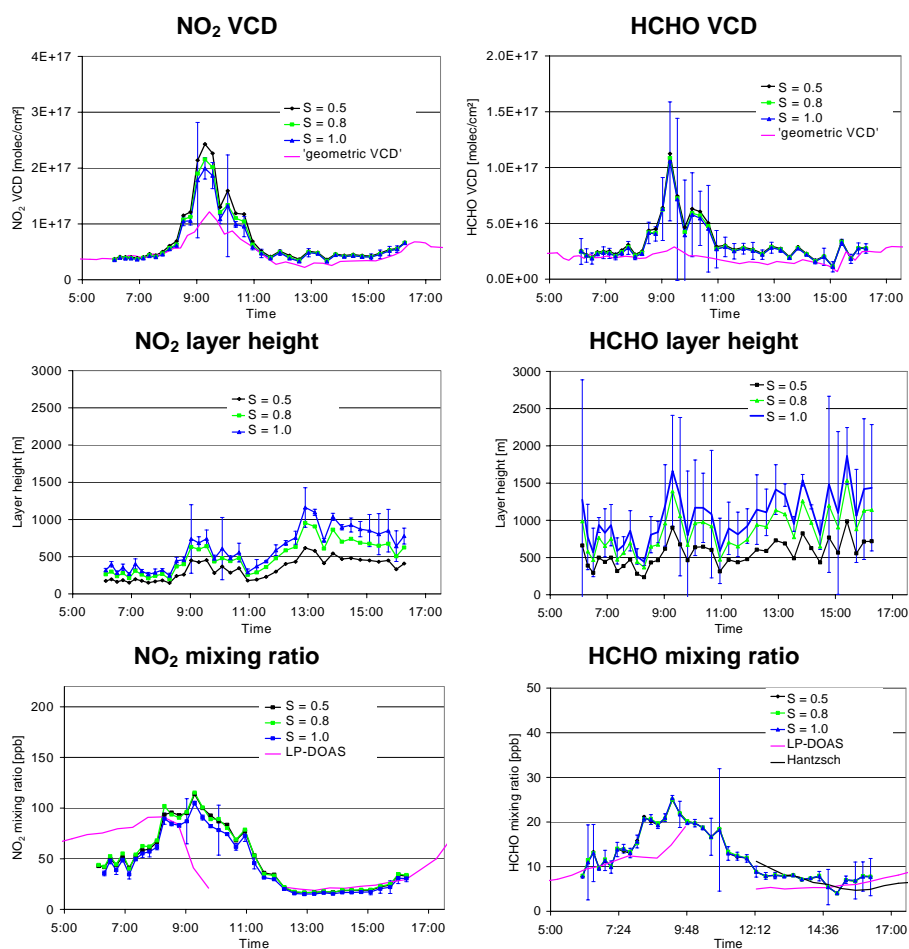 NO₂ VCD
4E+17
3E+17
2E+17
1E+17
0
NO₂ VCD [molec/cm²]
S = 0.5
S = 0.8
S = 1.0
'geometric VCD'
5:00 7:00 9:00 11:00 13:00 15:00 17:00
Time
HCHO VCD
2.0E+17
1.5E+17
1.0E+17
5.0E+16
0.0E+00
HCHO VCD [molec/cm²]
S = 0.5
S = 0.8
S = 1.0
'geometric VCD'
5:00 7:00 9:00 11:00 13:00 15:00 17:00
Time
NO₂ layer height
3000
2500
2000
1500
1000
500
0
Layer height [m]
S = 0.5
S = 0.8
S = 1.0
5:00 7:00 9:00 11:00 13:00 15:00 17:00
Time
HCHO layer height
3000
2500
2000
1500
1000
500
0
Layer height [m]
S = 0.5
S = 0.8
S = 1.0
5:00 7:00 9:00 11:00 13:00 15:00 17:00
Time
NO₂ mixing ratio
200
150
100
50
0
NO₂ mixing ratio [ppb]
S = 0.5
S = 0.8
S = 1.0
LP-DOAS
5:00 7:00 9:00 11:00 13:00 15:00 17:00
Time
HCHO mixing ratio
50
40
30
20
10
0
HCHO mixing ratio [ppb]
S = 0.5
S = 0.8
S = 1.0
LP-DOAS
Hantzsch
5:00 7:24 9:48 12:12 14:36 17:00
Time